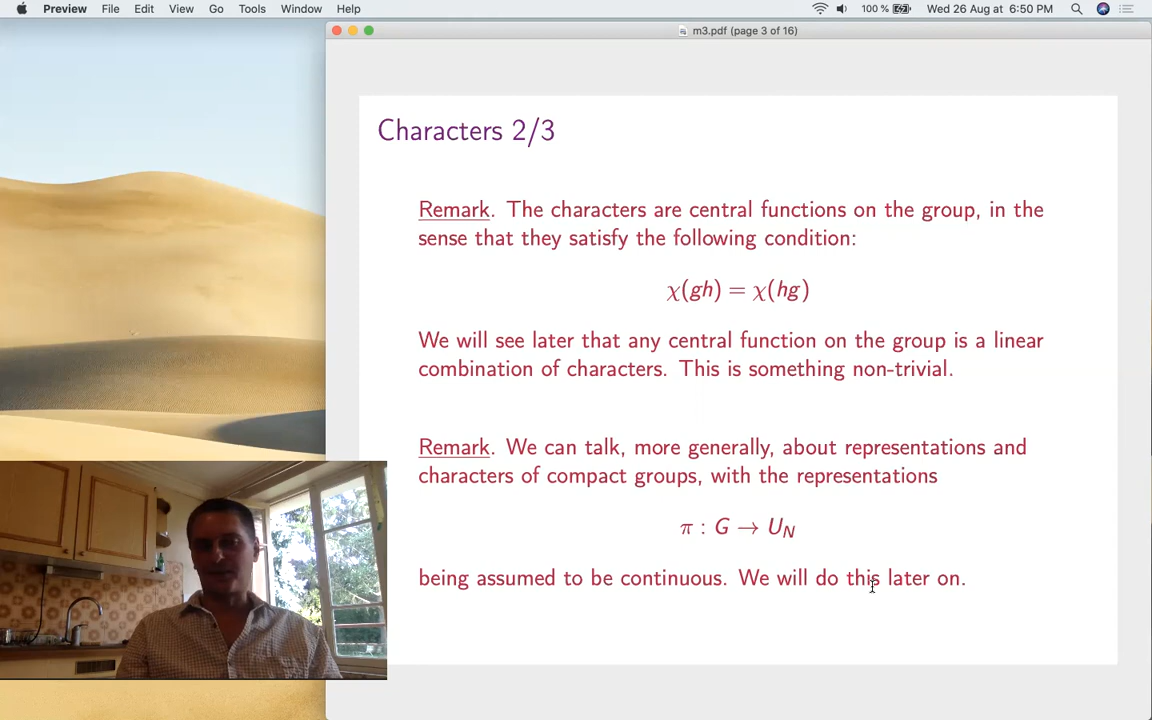 Preview File Edit View Go Tools Window Help 100 % Wed 26 Aug at 6:50 PM
m3.pdf (page 3 of 16)
Characters 2/3
Remark. The characters are central functions on the group, in the
sense that they satisfy the following condition:
χ(gh) = χ(hg)
We will see later that any central function on the group is a linear
combination of characters. This is something non-trivial.
Remark. We can talk, more generally, about representations and
characters of compact groups, with the representations
π : G → U_N
being assumed to be continuous. We will do this later on.